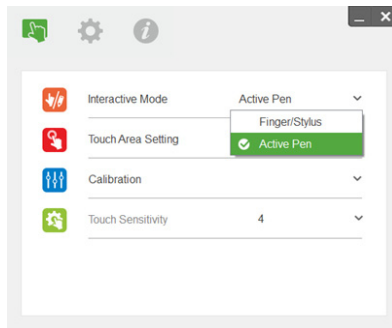 Interactive Mode Active Pen
Finger/Stylus
Touch Area Setting
Active Pen
Calibration
Touch Sensitivity 4